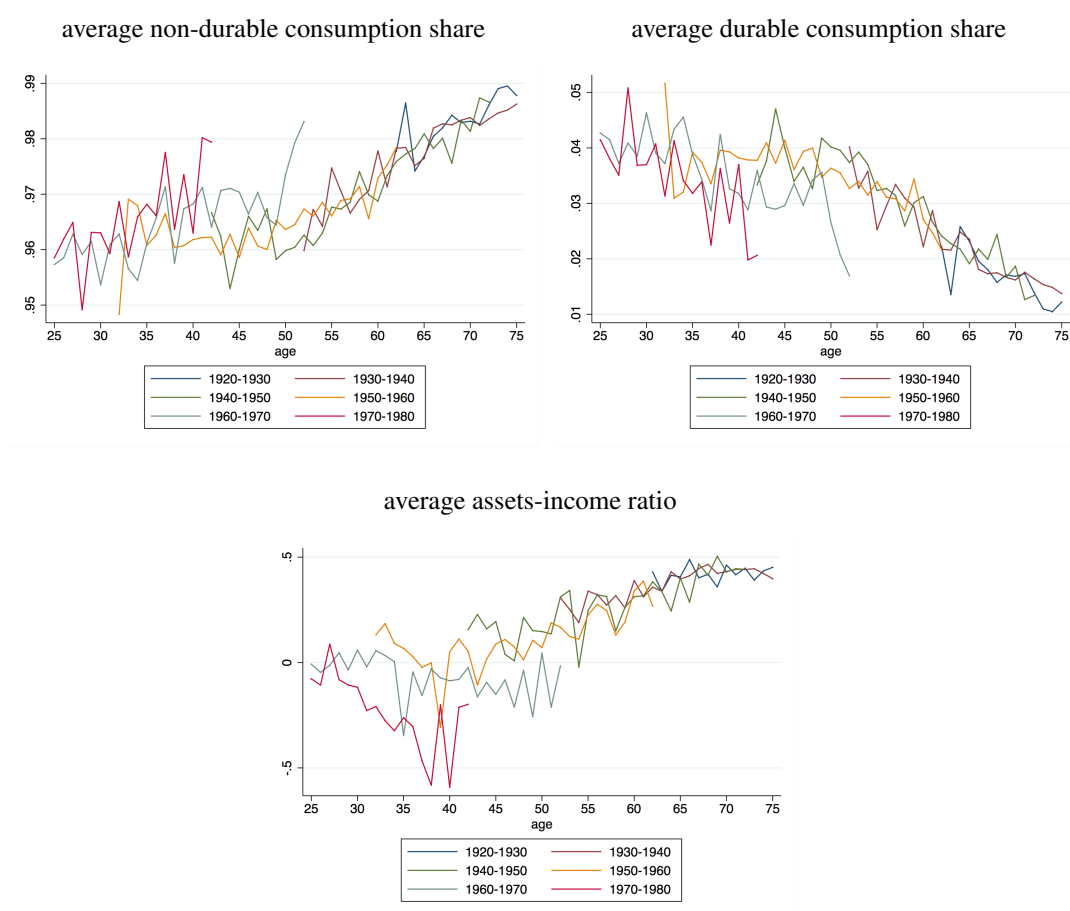 average non-durable consumption share
average durable consumption share
.99
.98
.97
.96
.95
25 30 35 40 45 50 55 60 65 70 75
age
1920-1930 1930-1940
1940-1950 1950-1960
1960-1970 1970-1980
.05
.04
.03
.02
.01
25 30 35 40 45 50 55 60 65 70 75
age
1920-1930 1930-1940
1940-1950 1950-1960
1960-1970 1970-1980
average assets-income ratio
.5
0
-.5
25 30 35 40 45 50 55 60 65 70 75
age
1920-1930 1930-1940
1940-1950 1950-1960
1960-1970 1970-1980